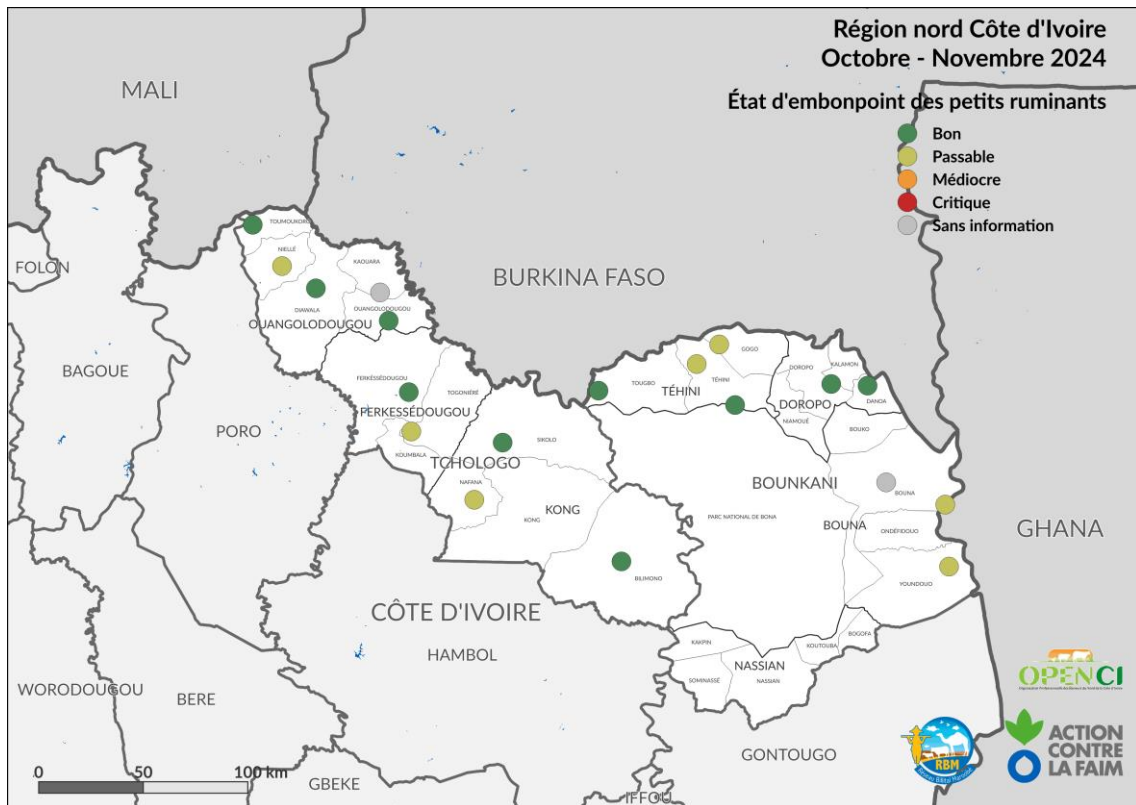 Région nord Côte d'Ivoire
Octobre - Novembre 2024
État d'embonpoint des petits ruminants
Bon
Passable
Médiocre
Critique
Sans information
MALI
BURKINA FASO
GHANA
CÔTE D'IVOIRE
FOLON
BAGOUE
PORO
TOUMOUKORO
NIELLÉ
KAOUARA
DIAWALA
OUANGOLODOUGOU
OUANGOLODOUGOU
FERKÉSSÉDOUGOU
TOGONIÉRÉ
FERKESSÉDOUGOU
KOUMBALA
TCHOLOGO
SIKOLO
NAFANA
KONG
KONG
BILIMONO
TOUGBO
TÉHINI
TÉHINI
GOGO
DOROPO
KALAMON
DOROPO
DANOA
NIAMOUÉ
BOUKO
BOUNKANI
BOUNA
PARC NATIONAL DE BONA
BOUNA
ONDÉFIDOUO
YOUNDOUO
KAKPIN
KOUTOUBA
BOGOFA
NASSIAN
SOMINASSÉ
NASSIAN
HAMBOL
WORODOUGOU
BERE
GBEKE
IFFOU
GONTOUGO
0 50 100 km
OPENCI
RBM
ACTION
CONTRE
LA FAIM